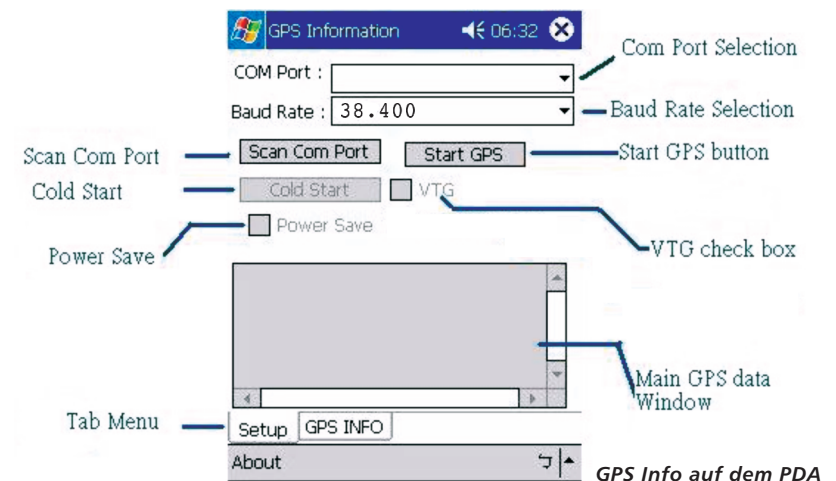 GPS Information 06:32
Com Port Selection
COM Port :
Baud Rate : 38.400
Baud Rate Selection
Scan Com Port
Scan Com Port
Start GPS
Start GPS button
Cold Start
Cold Start
VTG
Power Save
Power Save
VTG check box
Main GPS data
Window
Tab Menu
Setup GPS INFO
About
GPS Info auf dem PDA